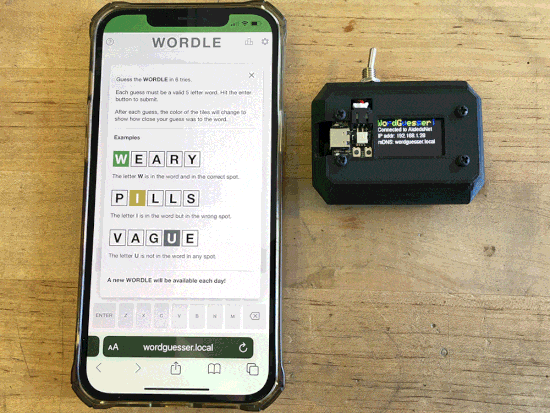 WORDLE
Guess the WORDLE in 6 tries.
Each guess must be a valid 5 letter word. Hit the enter
button to submit.
After each guess, the color of the tiles will change to
show how close your guess was to the word.
Examples
WEARY
The letter W is in the word and in the correct spot.
PILLS
The letter I is in the word but in the wrong spot.
VAGUE
The letter U is not in the word in any spot.
A new WORDLE will be available each day!
ENTER Z X C V B N M
AA wordguesser.local
WordGuesser
Connected to
IP addr: 192.168.1.39
mDNS: wordguesser.local